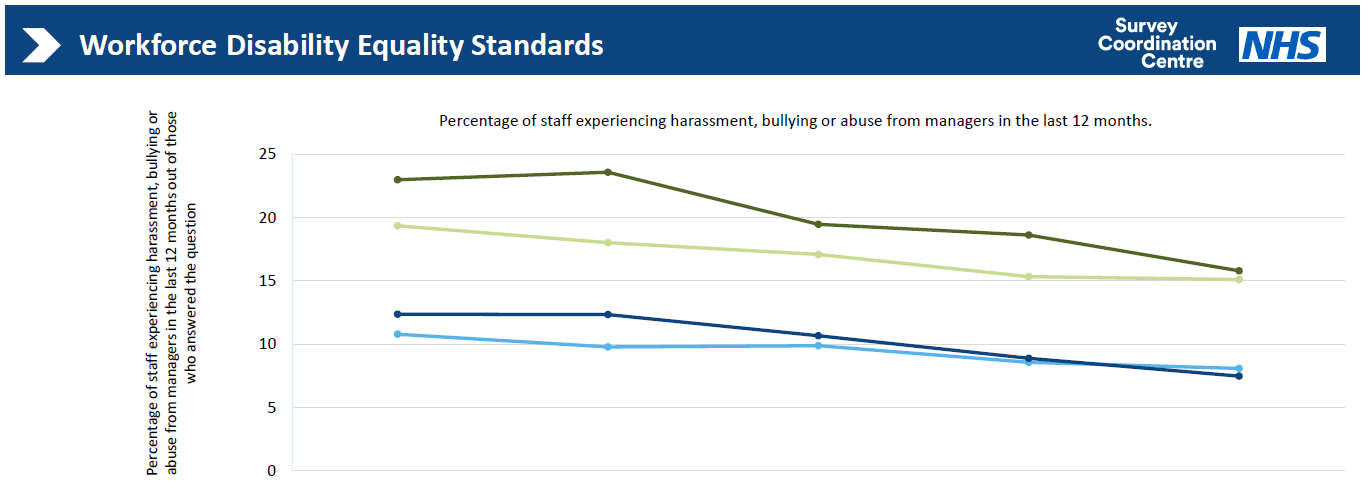 Workforce Disability Equality Standards
Survey
Coordination
Centre
NHS
Percentage of staff experiencing harassment, bullying or
abuse from managers in the last 12 months out of those
who answered the question
Percentage of staff experiencing harassment, bullying or abuse from managers in the last 12 months.
25
20
15
10
5
0